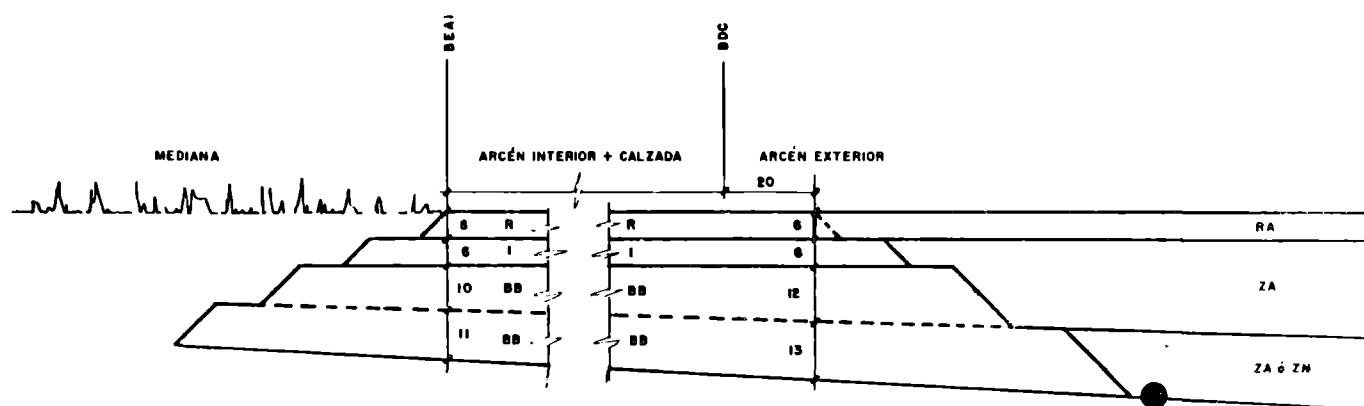 BEAI
BDC
MEDIANA
ARCÉN INTERIOR + CALZADA
ARCÉN EXTERIOR
20
6 R
R 6
RA
6 I
I 6
10 BB
BB 12
ZA
11 BB
BB 13
ZA ó ZN